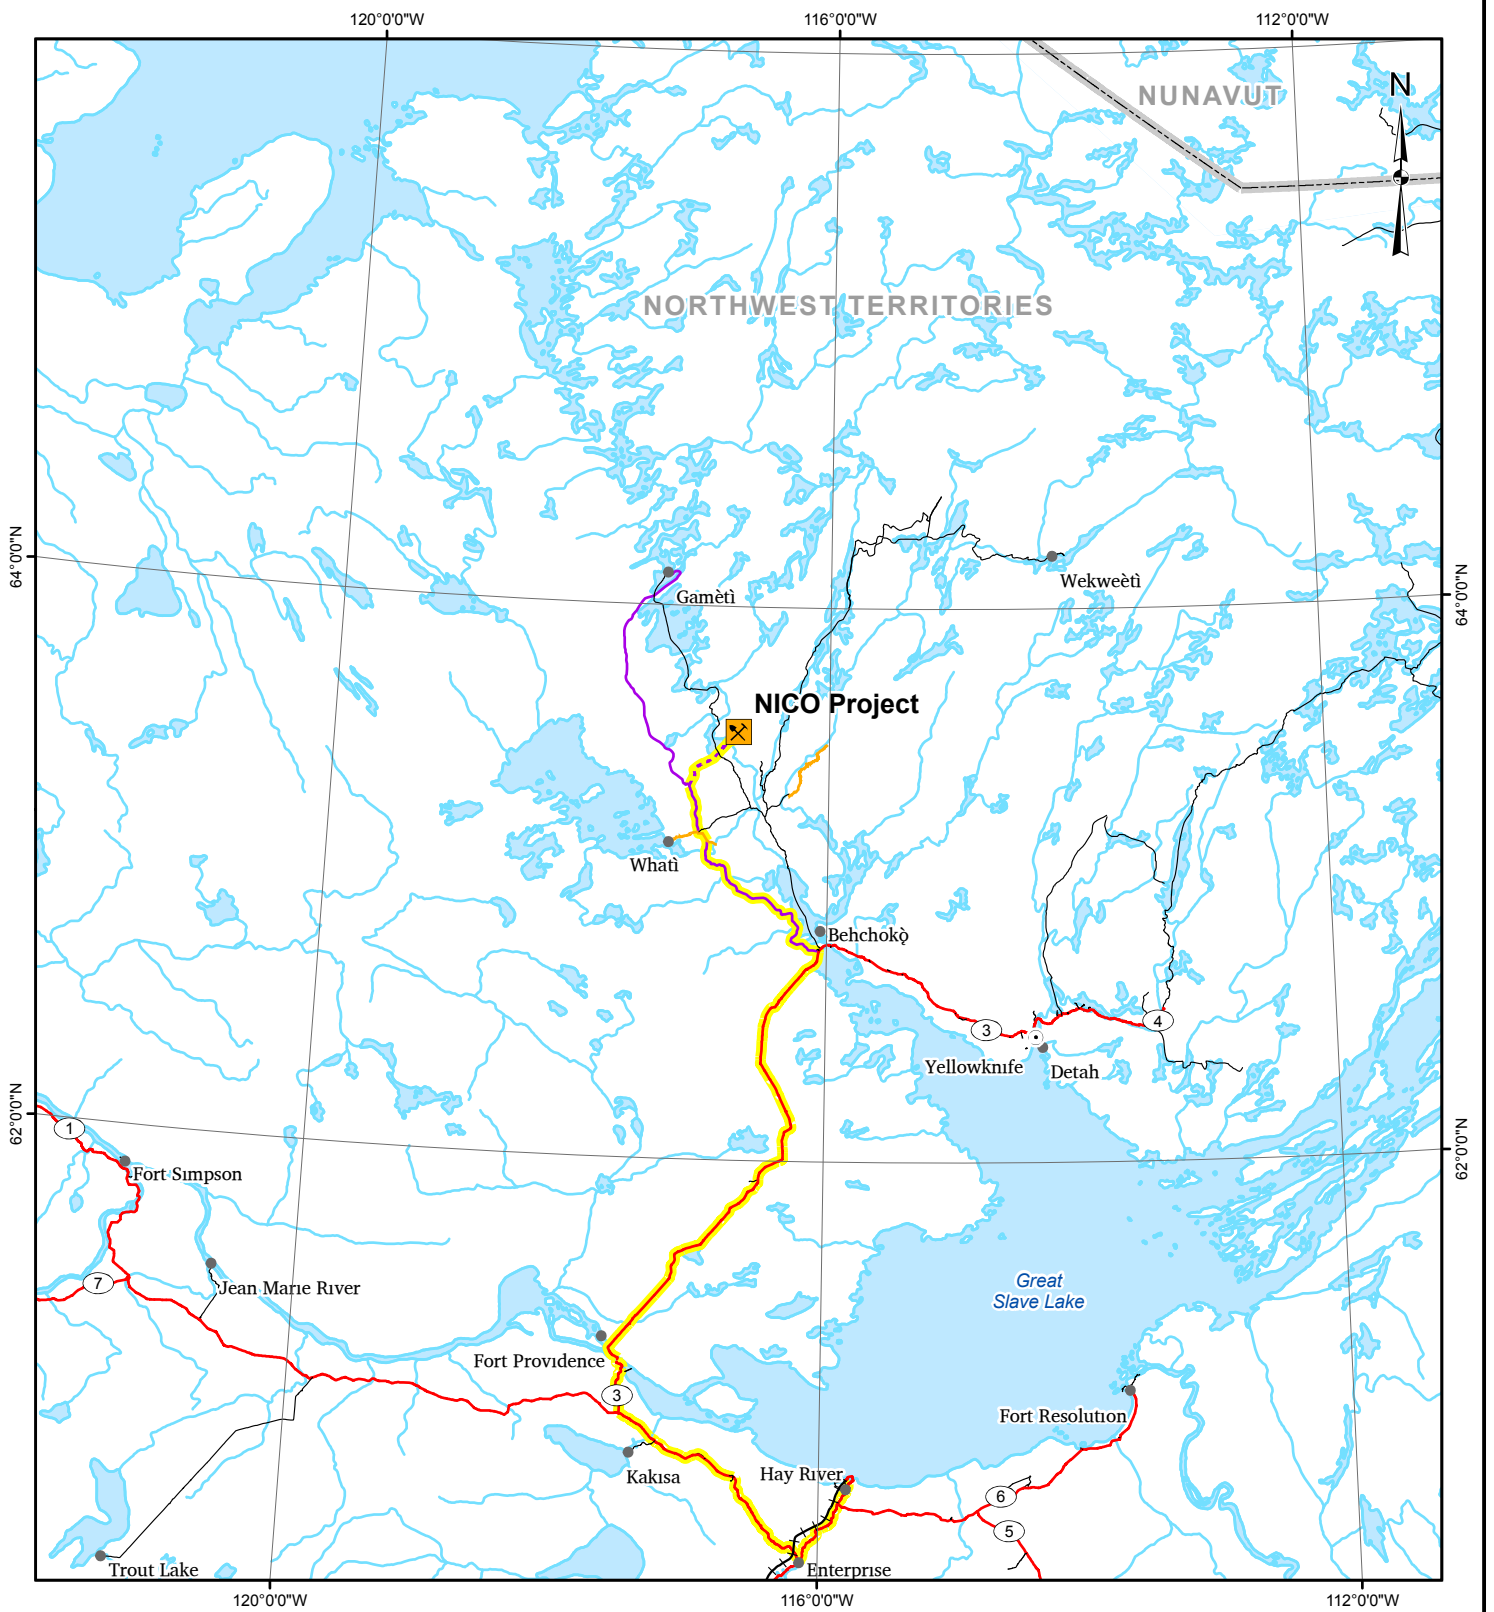 120°0'0"W
116°0'0"W
112°0'0"W
NUNAVUT
N
NORTHWEST TERRITORIES
64°0'0"N
64°0'0"N
Wekweètì
Gamètì
NICO Project
Whatì
Behchokǫ̀
3
4
Yellowknife
Detah
62°0'0"N
62°0'0"N
1
Fort Simpson
7
Jean Marie River
Great
Slave Lake
Fort Providence
3
Fort Resolution
Kakisa
Hay River
6
5
Trout Lake
Enterprise
120°0'0"W
116°0'0"W
112°0'0"W